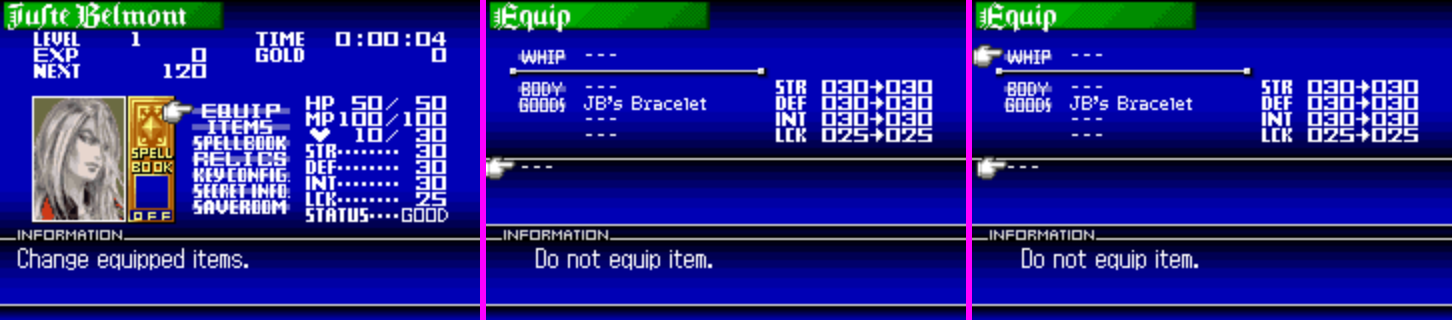 Juste Belmont
LEVEL 1 TIME 0:00:04
EXP 0 GOLD 0
NEXT 120
EQUIP
ITEMS
SPELLBOOK
RELICS
KEYCONFIG.
SECRET INFO.
SAVEROOM
SPELL
BOOK
OFF
HP 50/ 50
MP100/100
10/ 30
STR........ 30
DEF........ 30
INT........ 30
LCK........ 25
STATUS....GOOD
INFORMATION
Change equipped items.
Equip
WHIP ---
BODY ---
GOODS JB's Bracelet
---
---
STR 030→030
DEF 030→030
INT 030→030
LCK 025→025
---
INFORMATION
Do not equip item.
Equip
WHIP ---
BODY ---
GOODS JB's Bracelet
---
---
STR 030→030
DEF 030→030
INT 030→030
LCK 025→025
---
INFORMATION
Do not equip item.